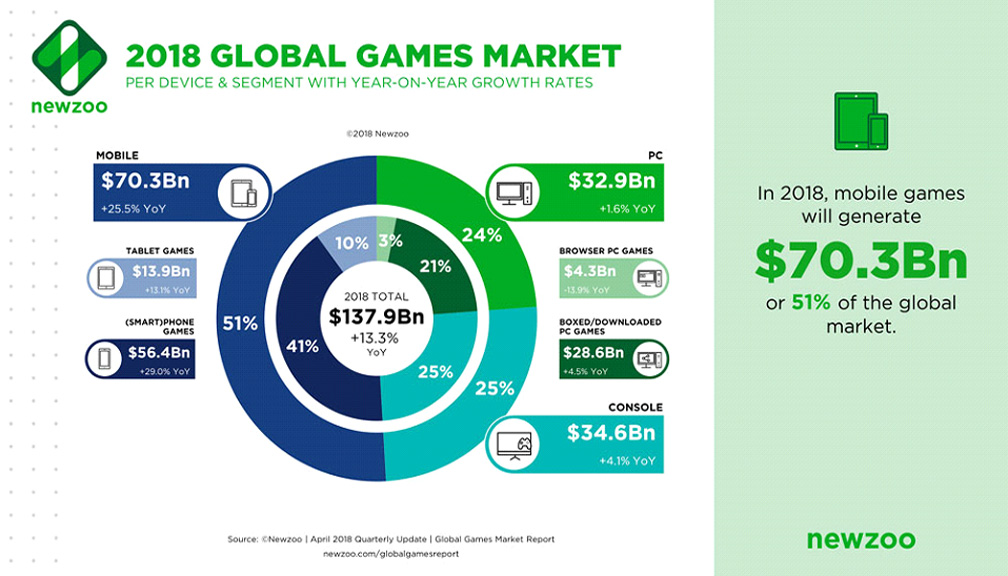 newzoo
2018 GLOBAL GAMES MARKET
PER DEVICE & SEGMENT WITH YEAR-ON-YEAR GROWTH RATES
©2018 Newzoo
MOBILE
$70.3Bn
+25.5% YoY
TABLET GAMES
$13.9Bn
+13.1% YoY
(SMART)PHONE
GAMES
$56.4Bn
+29.0% YoY
51%
41%
10%
3%
21%
24%
25%
25%
2018 TOTAL
$137.9Bn
+13.3%
YoY
PC
$32.9Bn
+1.6% YoY
BROWSER PC GAMES
$4.3Bn
-13.9% YoY
BOXED/DOWNLOADED
PC GAMES
$28.6Bn
+4.5% YoY
CONSOLE
$34.6Bn
+4.1% YoY
Source: ©Newzoo | April 2018 Quarterly Update | Global Games Market Report
newzoo.com/globalgamesreport
In 2018, mobile games
will generate
$70.3Bn
or 51% of the global
market.
newzoo